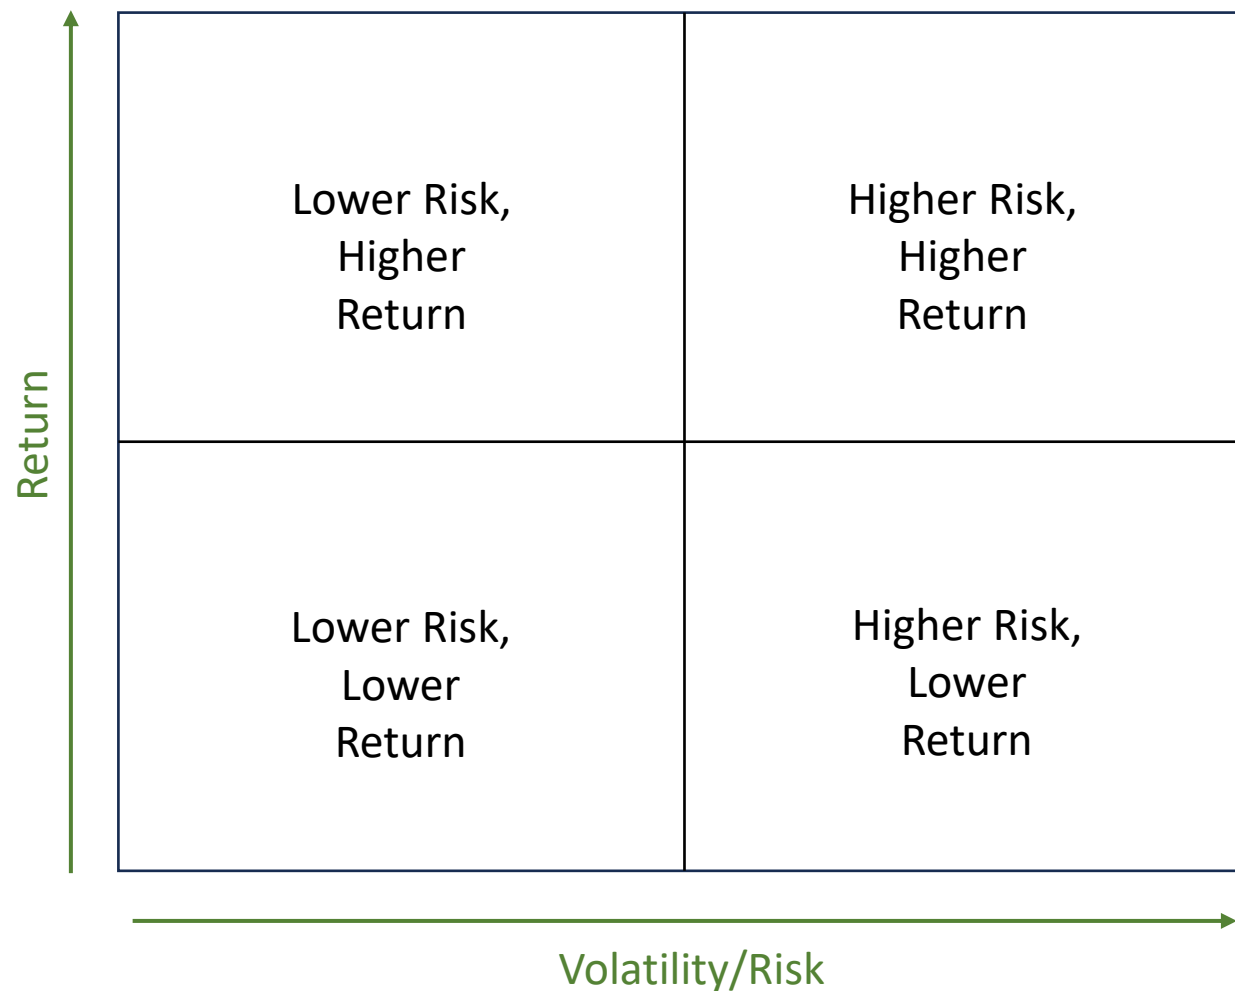 Lower Risk,
Higher
Return
Higher Risk,
Higher
Return
Return
Lower Risk,
Lower
Return
Higher Risk,
Lower
Return
Volatility/Risk